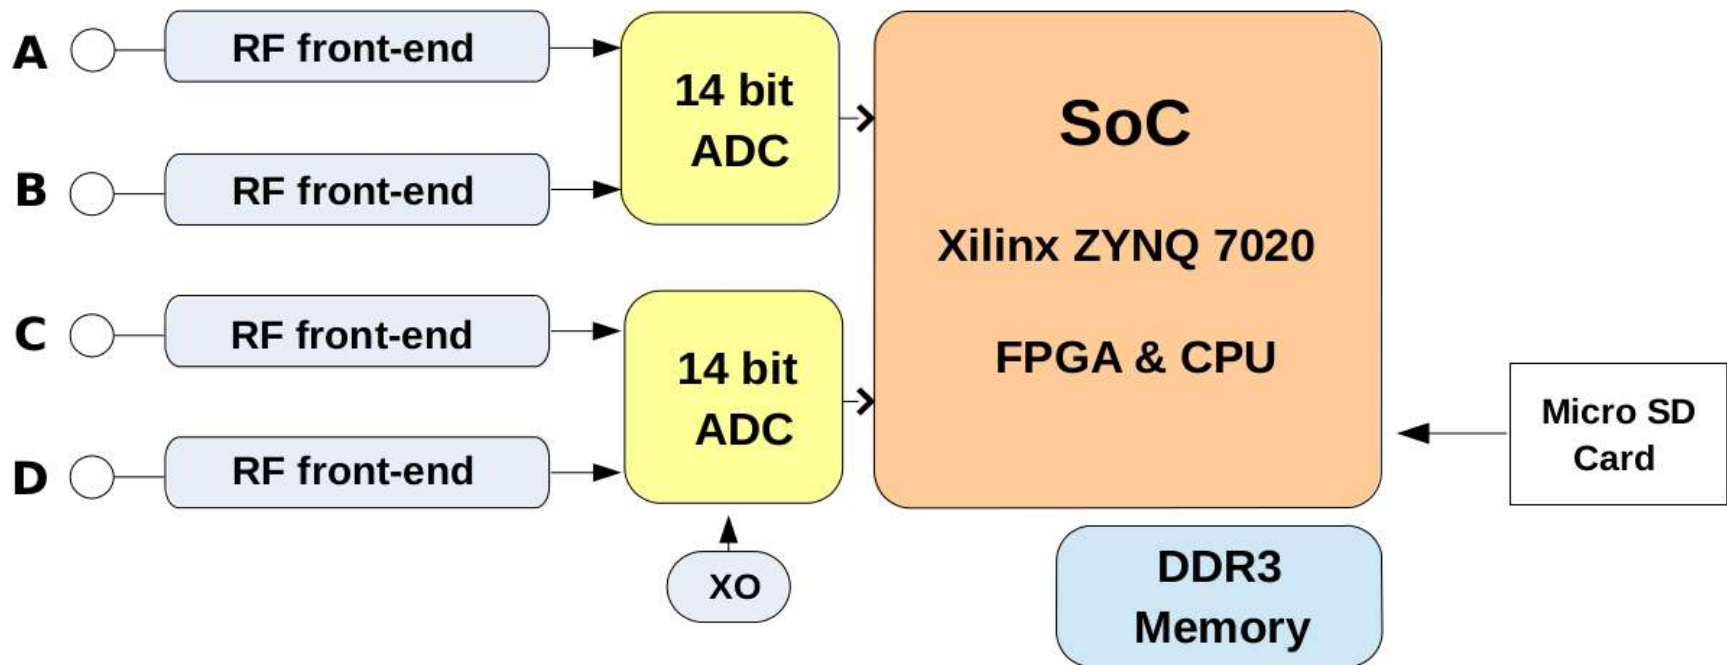 A
RF front-end
B
RF front-end
C
RF front-end
D
RF front-end
14 bit
ADC
14 bit
ADC
XO
SoC
Xilinx ZYNQ 7020
FPGA & CPU
DDR3
Memory
Micro SD
Card